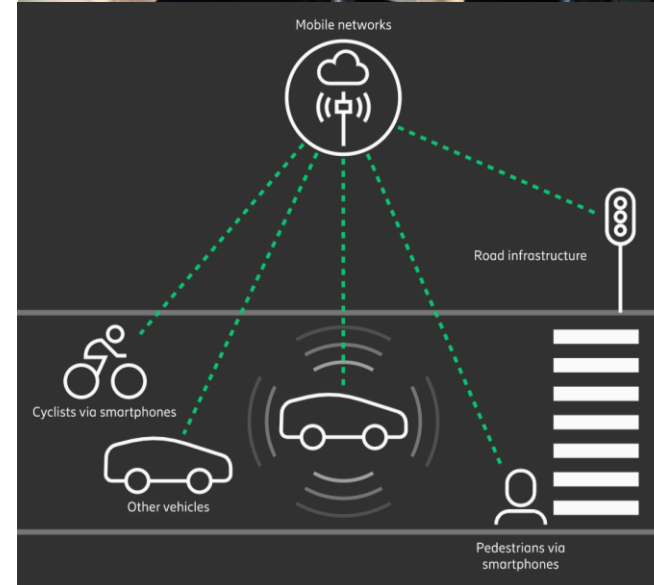 Mobile networks
Road infrastructure
Cyclists via smartphones
Other vehicles
Pedestrians via
smartphones